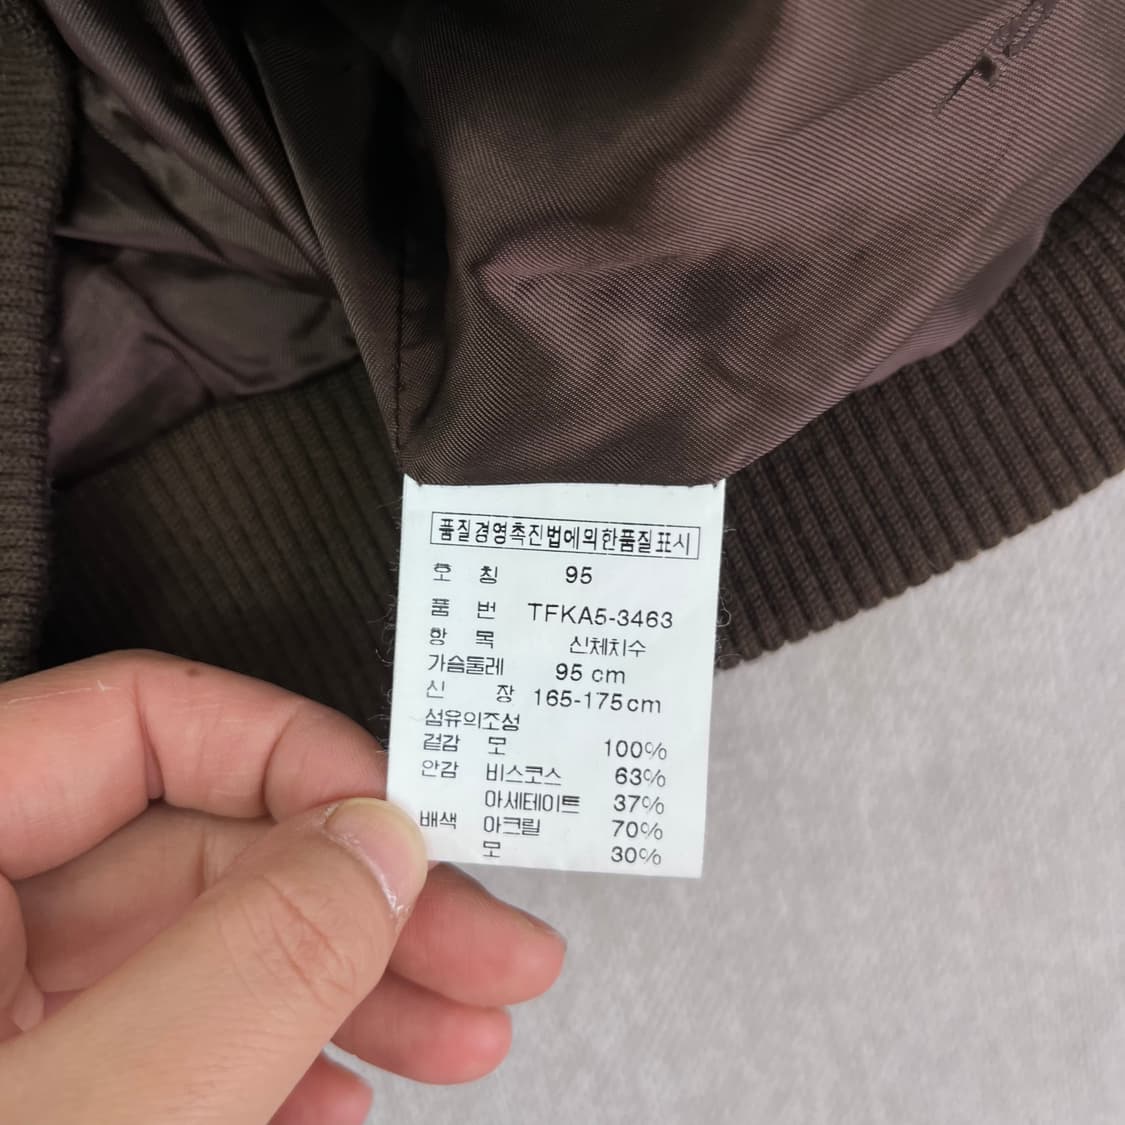 품질경영촉진법에의한품질표시
호 칭 95
품 번 TFKA5-3463
항 목 신체치수
가슴둘레 95 cm
신 장 165-175cm
섬유의조성
겉감 모 100%
안감 비스코스 63%
아세테이트 37%
배색 아크릴 70%
모 30%